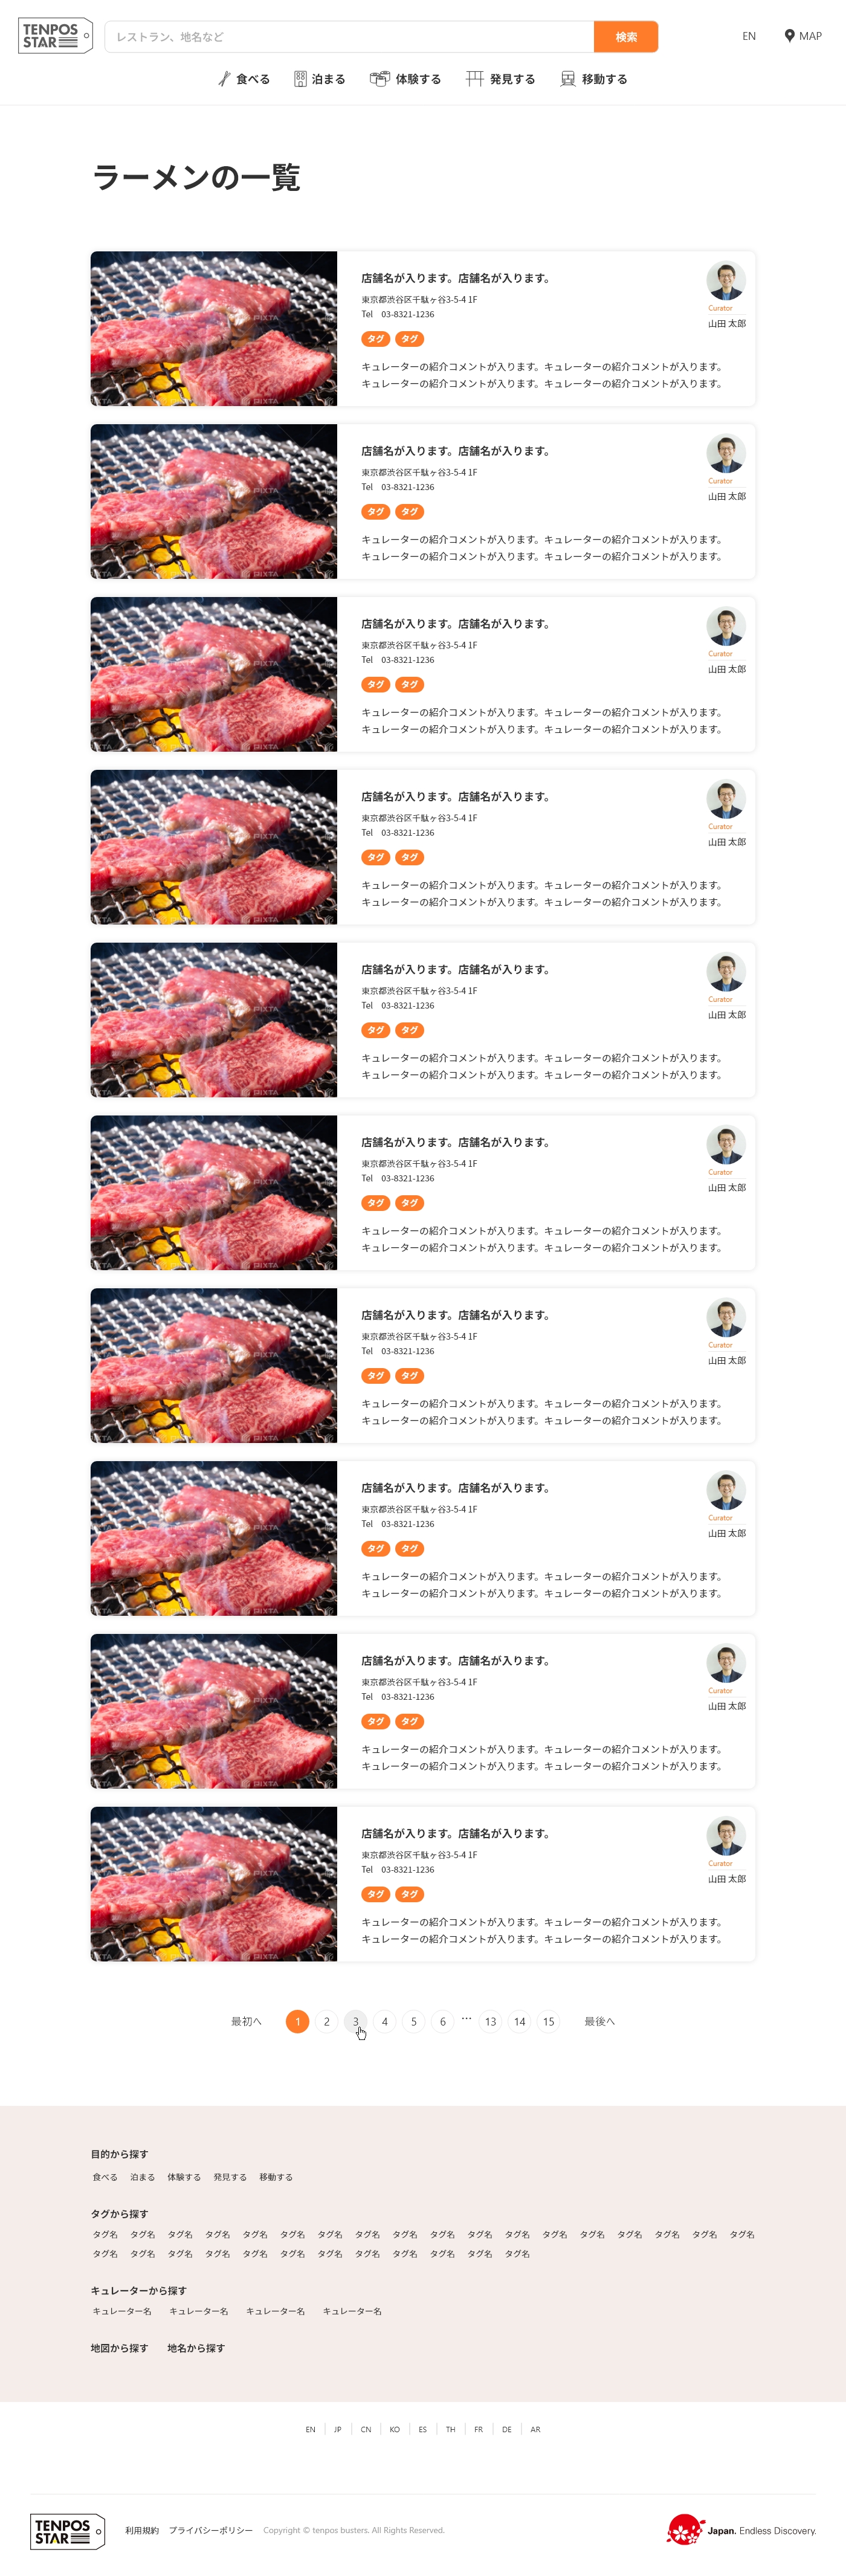 TENPOS
STAR
レストラン、地名など
検索
EN
MAP
食べる
泊まる
体験する
発見する
移動する
ラーメンの一覧
店舗名が入ります。店舗名が入ります。
東京都渋谷区千駄ヶ谷3-5-4 1F
Tel 03-8321-1236
タグ タグ
キュレーターの紹介コメントが入ります。キュレーターの紹介コメントが入ります。
キュレーターの紹介コメントが入ります。キュレーターの紹介コメントが入ります。
Curator
山田 太郎
PIXTA
店舗名が入ります。店舗名が入ります。
東京都渋谷区千駄ヶ谷3-5-4 1F
Tel 03-8321-1236
タグ タグ
キュレーターの紹介コメントが入ります。キュレーターの紹介コメントが入ります。
キュレーターの紹介コメントが入ります。キュレーターの紹介コメントが入ります。
Curator
山田 太郎
PIXTA
店舗名が入ります。店舗名が入ります。
東京都渋谷区千駄ヶ谷3-5-4 1F
Tel 03-8321-1236
タグ タグ
キュレーターの紹介コメントが入ります。キュレーターの紹介コメントが入ります。
キュレーターの紹介コメントが入ります。キュレーターの紹介コメントが入ります。
Curator
山田 太郎
PIXTA
店舗名が入ります。店舗名が入ります。
東京都渋谷区千駄ヶ谷3-5-4 1F
Tel 03-8321-1236
タグ タグ
キュレーターの紹介コメントが入ります。キュレーターの紹介コメントが入ります。
キュレーターの紹介コメントが入ります。キュレーターの紹介コメントが入ります。
Curator
山田 太郎
PIXTA
店舗名が入ります。店舗名が入ります。
東京都渋谷区千駄ヶ谷3-5-4 1F
Tel 03-8321-1236
タグ タグ
キュレーターの紹介コメントが入ります。キュレーターの紹介コメントが入ります。
キュレーターの紹介コメントが入ります。キュレーターの紹介コメントが入ります。
Curator
山田 太郎
PIXTA
店舗名が入ります。店舗名が入ります。
東京都渋谷区千駄ヶ谷3-5-4 1F
Tel 03-8321-1236
タグ タグ
キュレーターの紹介コメントが入ります。キュレーターの紹介コメントが入ります。
キュレーターの紹介コメントが入ります。キュレーターの紹介コメントが入ります。
Curator
山田 太郎
PIXTA
店舗名が入ります。店舗名が入ります。
東京都渋谷区千駄ヶ谷3-5-4 1F
Tel 03-8321-1236
タグ タグ
キュレーターの紹介コメントが入ります。キュレーターの紹介コメントが入ります。
キュレーターの紹介コメントが入ります。キュレーターの紹介コメントが入ります。
Curator
山田 太郎
PIXTA
店舗名が入ります。店舗名が入ります。
東京都渋谷区千駄ヶ谷3-5-4 1F
Tel 03-8321-1236
タグ タグ
キュレーターの紹介コメントが入ります。キュレーターの紹介コメントが入ります。
キュレーターの紹介コメントが入ります。キュレーターの紹介コメントが入ります。
Curator
山田 太郎
PIXTA
店舗名が入ります。店舗名が入ります。
東京都渋谷区千駄ヶ谷3-5-4 1F
Tel 03-8321-1236
タグ タグ
キュレーターの紹介コメントが入ります。キュレーターの紹介コメントが入ります。
キュレーターの紹介コメントが入ります。キュレーターの紹介コメントが入ります。
Curator
山田 太郎
PIXTA
店舗名が入ります。店舗名が入ります。
東京都渋谷区千駄ヶ谷3-5-4 1F
Tel 03-8321-1236
タグ タグ
キュレーターの紹介コメントが入ります。キュレーターの紹介コメントが入ります。
キュレーターの紹介コメントが入ります。キュレーターの紹介コメントが入ります。
Curator
山田 太郎
PIXTA
最初へ 1 2 3 4 5 6 … 13 14 15 最後へ
目的から探す
食べる 泊まる 体験する 発見する 移動する
タグから探す
タグ名 タグ名 タグ名 タグ名 タグ名 タグ名 タグ名 タグ名 タグ名 タグ名 タグ名 タグ名 タグ名 タグ名 タグ名 タグ名 タグ名 タグ名
タグ名 タグ名 タグ名 タグ名 タグ名 タグ名 タグ名 タグ名 タグ名 タグ名 タグ名 タグ名
キュレーターから探す
キュレーター名 キュレーター名 キュレーター名 キュレーター名
地図から探す 地名から探す
EN JP CN KO ES TH FR DE AR
TENPOS
STAR
利用規約 プライバシーポリシー Copyright © tenpos busters. All Rights Reserved.
Japan. Endless Discovery.